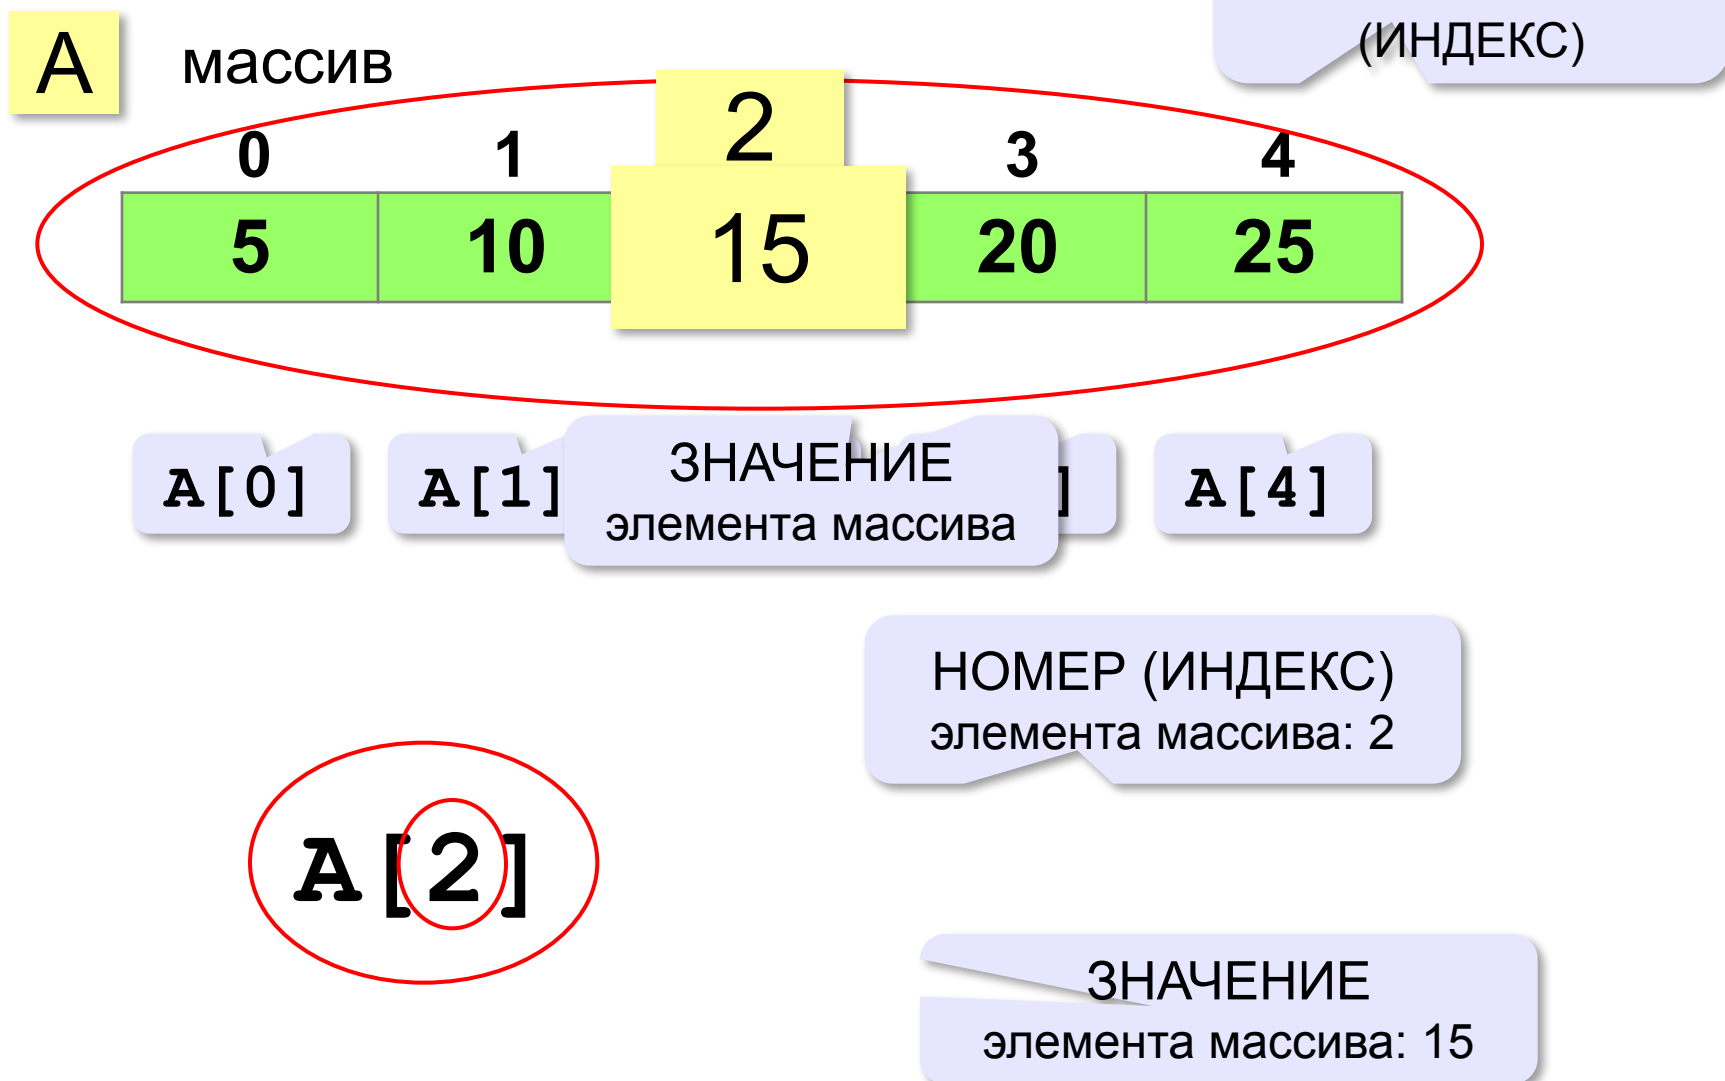 (ИНДЕКС)
A массив
0 1 2 3 4
5 10 15 20 25
A[0] A[1] ] A[4]
ЗНАЧЕНИЕ
элемента массива
НОМЕР (ИНДЕКС)
элемента массива: 2
A[2]
ЗНАЧЕНИЕ
элемента массива: 15